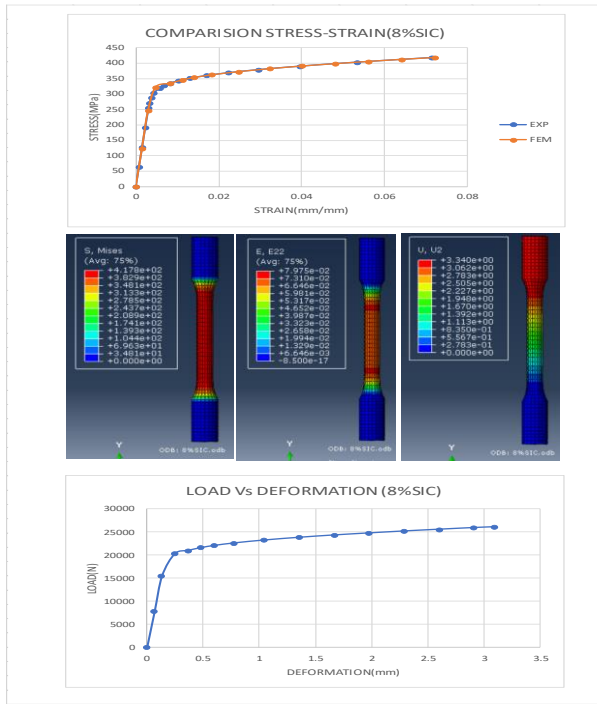 COMPARISION STRESS-STRAIN(8%SIC)
450
400
350
300
250
200
150
100
50
0
STRESS(MPa)
EXP
FEM
0
0.02
0.04
0.06
0.08
STRAIN(mm/mm)
S, Mises
(Avg: 75%)
+4.178e+02
+3.829e+02
+3.481e+02
+3.133e+02
+2.785e+02
+2.437e+02
+2.089e+02
+1.741e+02
+1.393e+02
+1.044e+02
+6.963e+01
+3.481e+01
+0.000e+00
Y
ODB: 8%SIC.odb
E, E22
(Avg: 75%)
+7.975e-02
+7.310e-02
+6.646e-02
+5.981e-02
+5.317e-02
+4.652e-02
+3.987e-02
+3.323e-02
+2.658e-02
+1.994e-02
+1.329e-02
+6.646e-03
-8.500e-17
Y
ODB: 8%SIC.odb
U, U2
+3.340e+00
+3.062e+00
+2.783e+00
+2.505e+00
+2.227e+00
+1.948e+00
+1.670e+00
+1.392e+00
+1.113e+00
+8.350e-01
+5.567e-01
+2.783e-01
+0.000e+00
Y
ODB: 8%SIC.odb
LOAD Vs DEFORMATION (8%SIC)
30000
25000
20000
15000
10000
5000
0
LOAD(N)
0
0.5
1
1.5
2
2.5
3
3.5
DEFORMATION(mm)